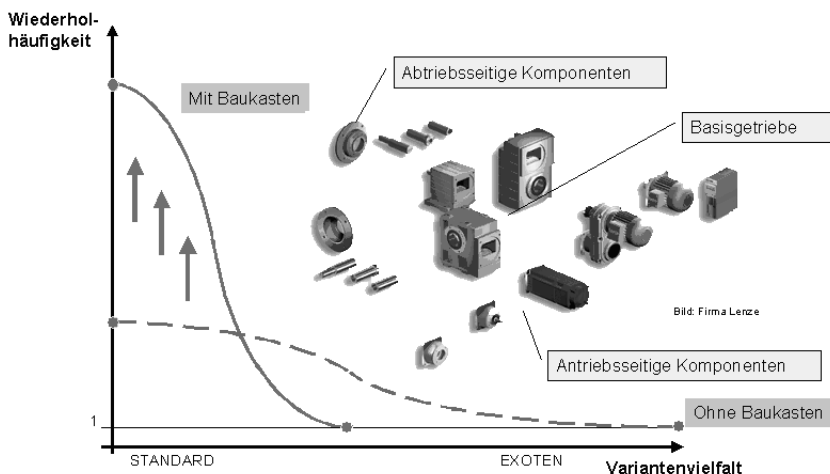 Wiederhol-
häufigkeit
Abtriebsseitige Komponenten
Mit Baukasten
Basisgetriebe
Bild: Firma Lenze
Antriebsseitige Komponenten
Ohne Baukasten
1
STANDARD
EXOTEN
Variantenvielfalt